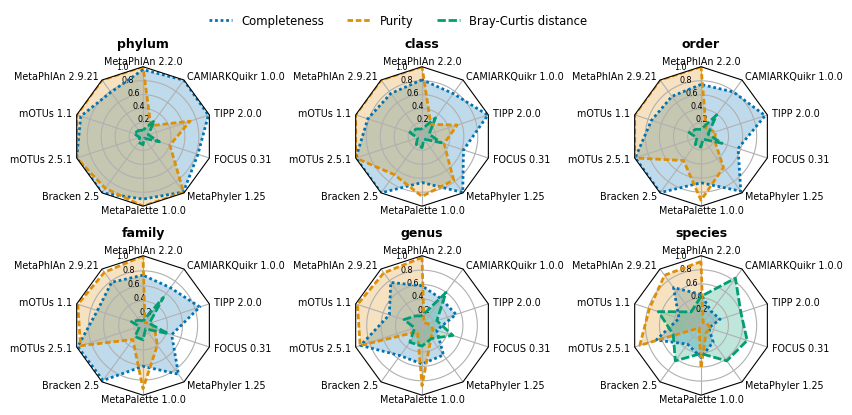 Completeness Purity Bray-Curtis distance
phylum class order
MetaPhlAn 2.2.0 MetaPhlAn 2.2.0 MetaPhlAn 2.2.0
1.0 1.0 1.0
MetaPhlAn 2.9.21 CAMIARKQuikr 1.0.0 MetaPhlAn 2.9.21 CAMIARKQuikr 1.0.0 MetaPhlAn 2.9.21 CAMIARKQuikr 1.0.0
0.8 0.8 0.8
0.6 0.6 0.6
0.4 0.4 0.4
mOTUs 1.1 0.2 TIPP 2.0.0 mOTUs 1.1 0.2 TIPP 2.0.0 mOTUs 1.1 0.2 TIPP 2.0.0
mOTUs 2.5.1 FOCUS 0.31 mOTUs 2.5.1 FOCUS 0.31 mOTUs 2.5.1 FOCUS 0.31
Bracken 2.5 MetaPhyler 1.25 Bracken 2.5 MetaPhyler 1.25 Bracken 2.5 MetaPhyler 1.25
MetaPalette 1.0.0 MetaPalette 1.0.0 MetaPalette 1.0.0
family genus species
MetaPhlAn 2.2.0 MetaPhlAn 2.2.0 MetaPhlAn 2.2.0
1.0 1.0 1.0
MetaPhlAn 2.9.21 CAMIARKQuikr 1.0.0 MetaPhlAn 2.9.21 CAMIARKQuikr 1.0.0 MetaPhlAn 2.9.21 CAMIARKQuikr 1.0.0
0.8 0.8 0.8
0.6 0.6 0.6
0.4 0.4 0.4
mOTUs 1.1 0.2 TIPP 2.0.0 mOTUs 1.1 0.2 TIPP 2.0.0 mOTUs 1.1 0.2 TIPP 2.0.0
mOTUs 2.5.1 FOCUS 0.31 mOTUs 2.5.1 FOCUS 0.31 mOTUs 2.5.1 FOCUS 0.31
Bracken 2.5 MetaPhyler 1.25 Bracken 2.5 MetaPhyler 1.25 Bracken 2.5 MetaPhyler 1.25
MetaPalette 1.0.0 MetaPalette 1.0.0 MetaPalette 1.0.0